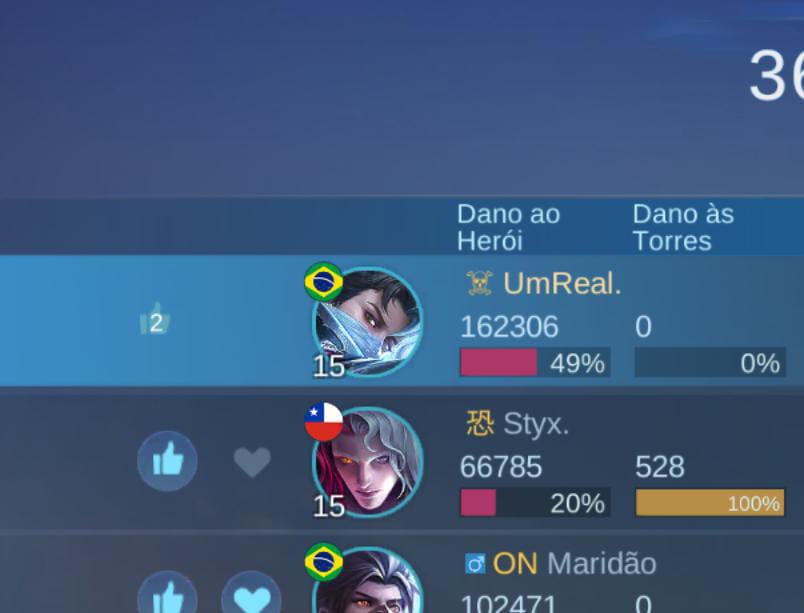 36
Dano ao
Herói
Dano às
Torres
☠ UmReal.
2
162306
0
15
49%
0%
恐 Styx.
66785
528
15
20%
100%
♂ ON Maridão
102471
0